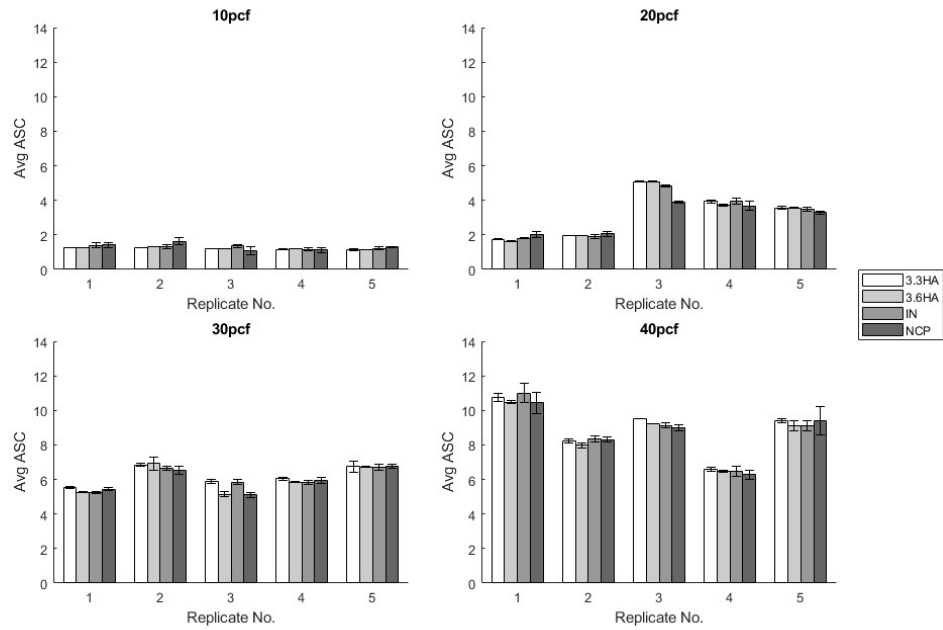 10pcf
14
12
10
8
6
4
2
0
Avg ASC
1 2 3 4 5
Replicate No.
20pcf
14
12
10
8
6
4
2
0
Avg ASC
1 2 3 4 5
Replicate No.
3.3HA
3.6HA
IN
NCP
30pcf
14
12
10
8
6
4
2
0
Avg ASC
1 2 3 4 5
Replicate No.
40pcf
14
12
10
8
6
4
2
0
Avg ASC
1 2 3 4 5
Replicate No.